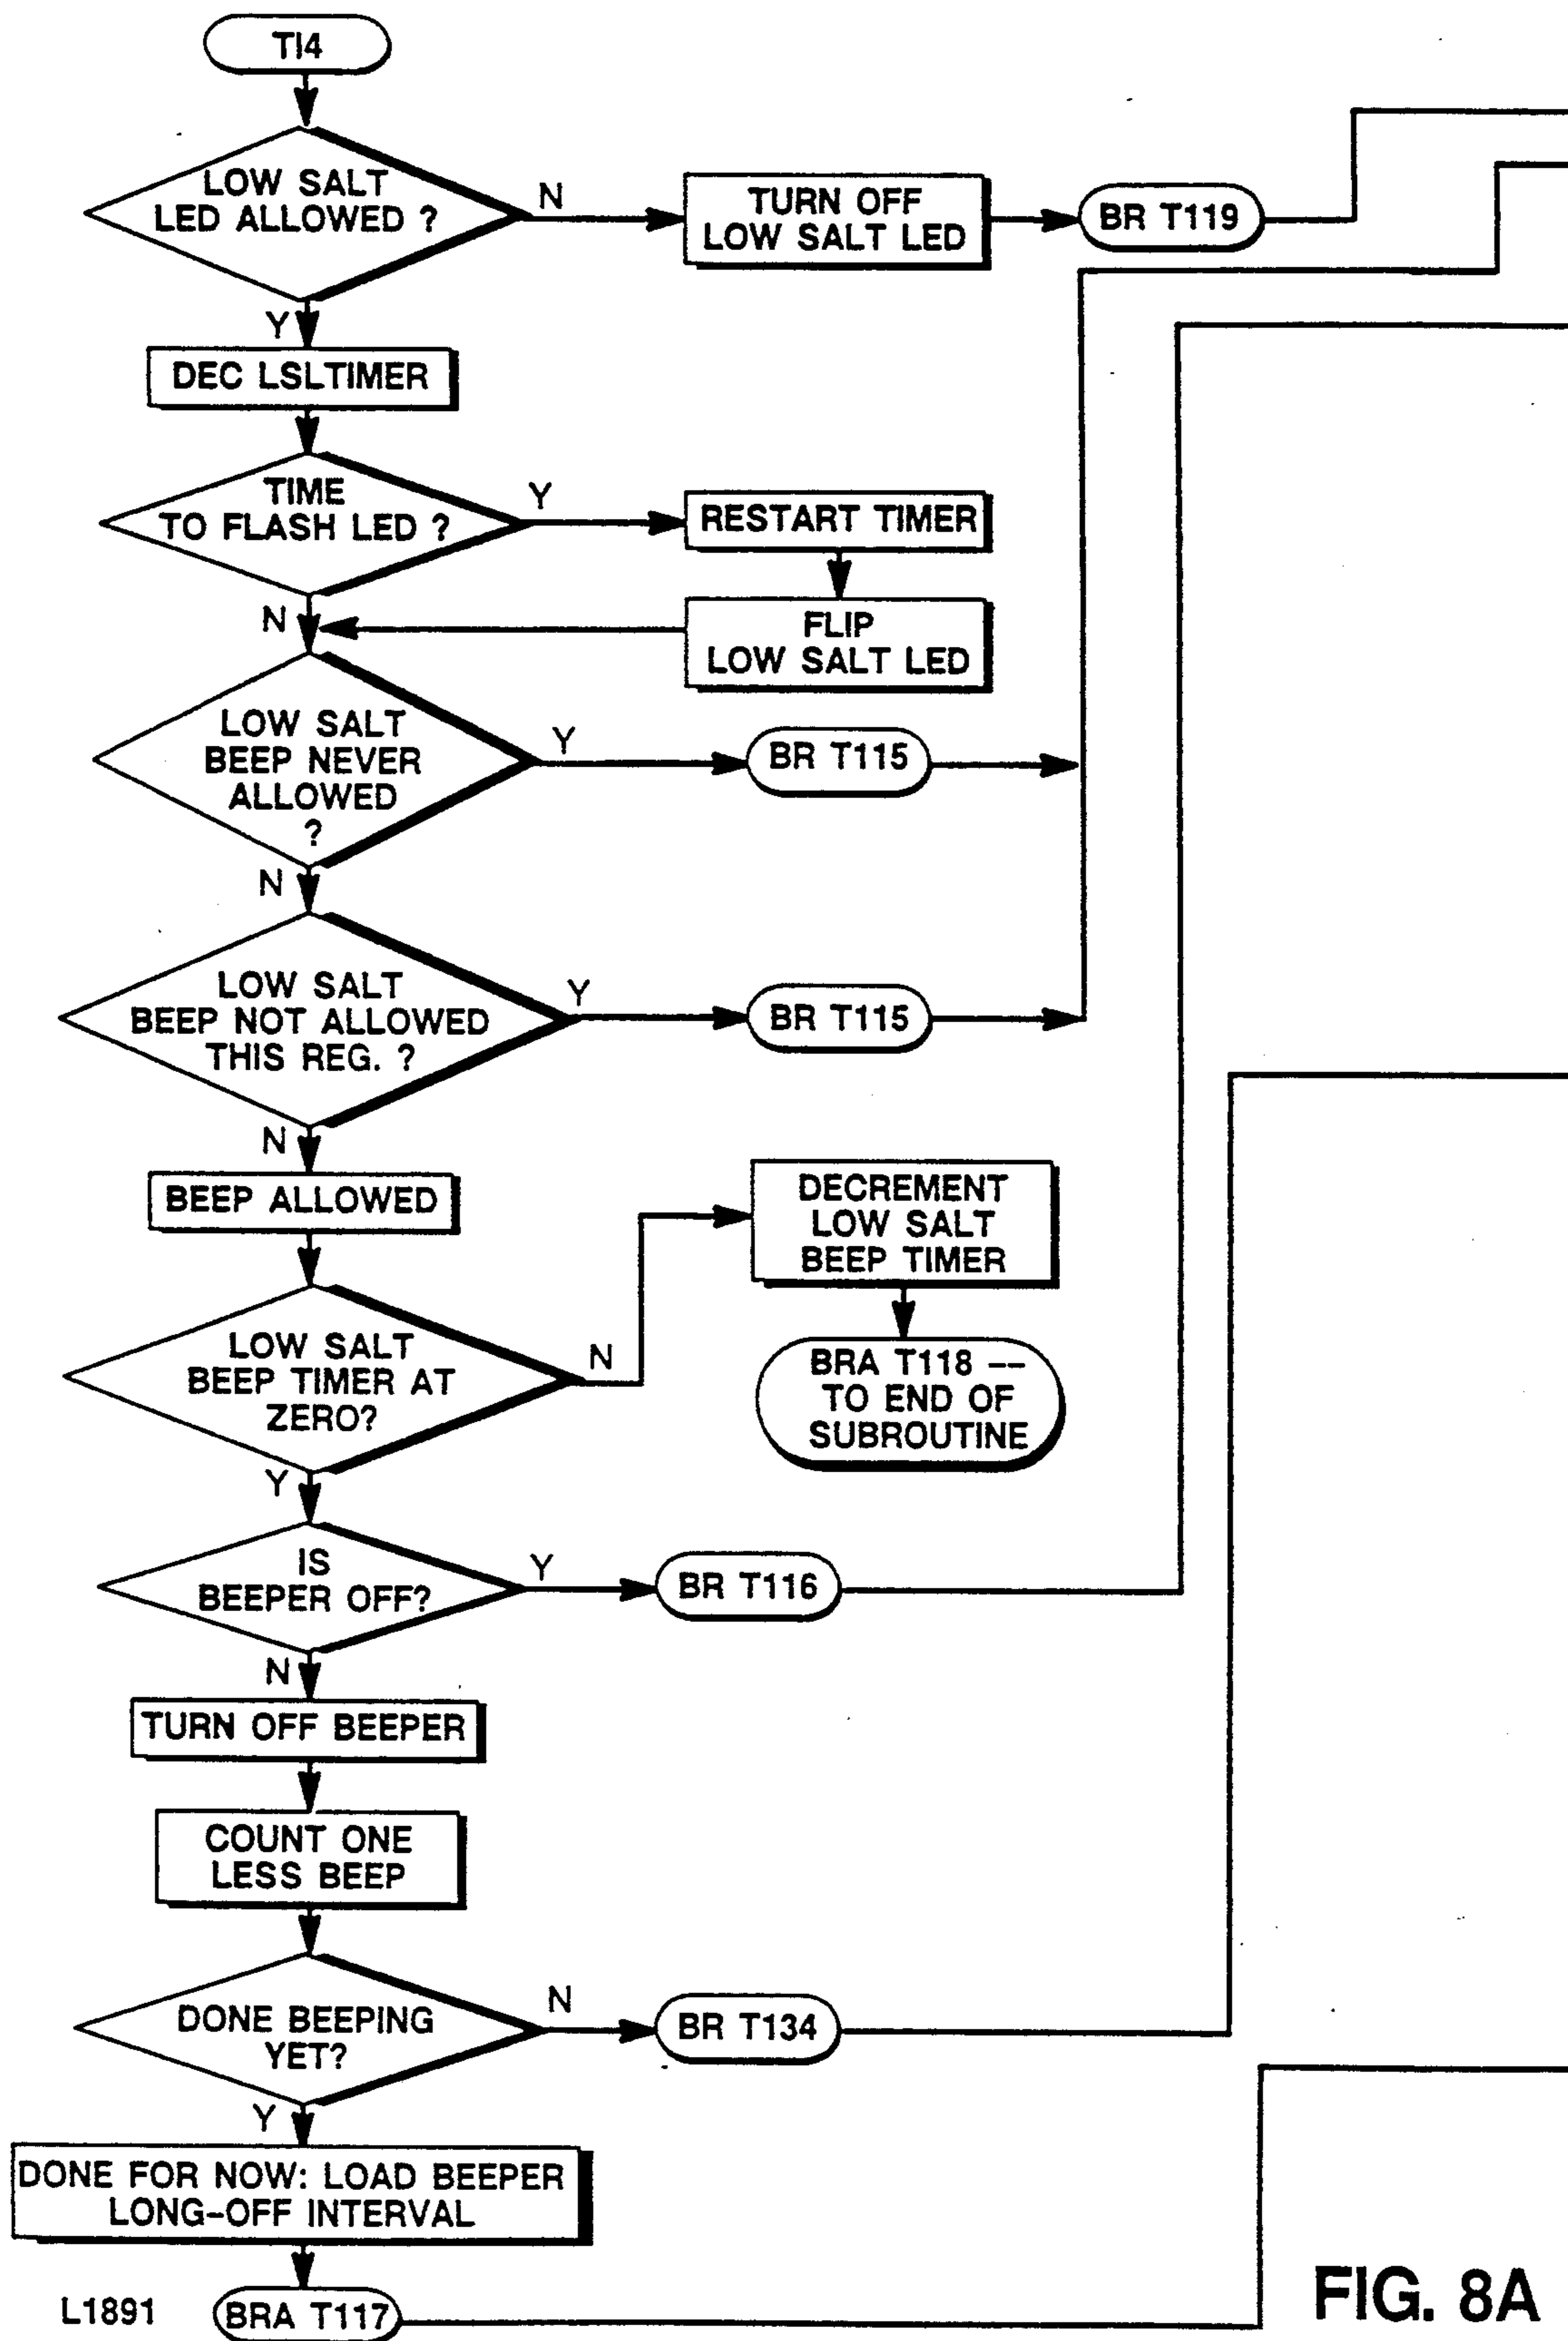 TI4
LOW SALT
LED ALLOWED ?
N
TURN OFF
LOW SALT LED
BR T119
Y
DEC LSLTIMER
TIME
TO FLASH LED ?
Y
RESTART TIMER
N
FLIP
LOW SALT LED
LOW SALT
BEEP NEVER
ALLOWED
?
Y
BR T115
N
LOW SALT
BEEP NOT ALLOWED
THIS REG. ?
Y
BR T115
N
BEEP ALLOWED
DECREMENT
LOW SALT
BEEP TIMER
LOW SALT
BEEP TIMER AT
ZERO?
N
BRA T118 --
TO END OF
SUBROUTINE
Y
IS
BEEPER OFF?
Y
BR T116
N
TURN OFF BEEPER
COUNT ONE
LESS BEEP
DONE BEEPING
YET?
N
BR T134
Y
DONE FOR NOW: LOAD BEEPER
LONG-OFF INTERVAL
L1891
BRA T117
FIG. 8A